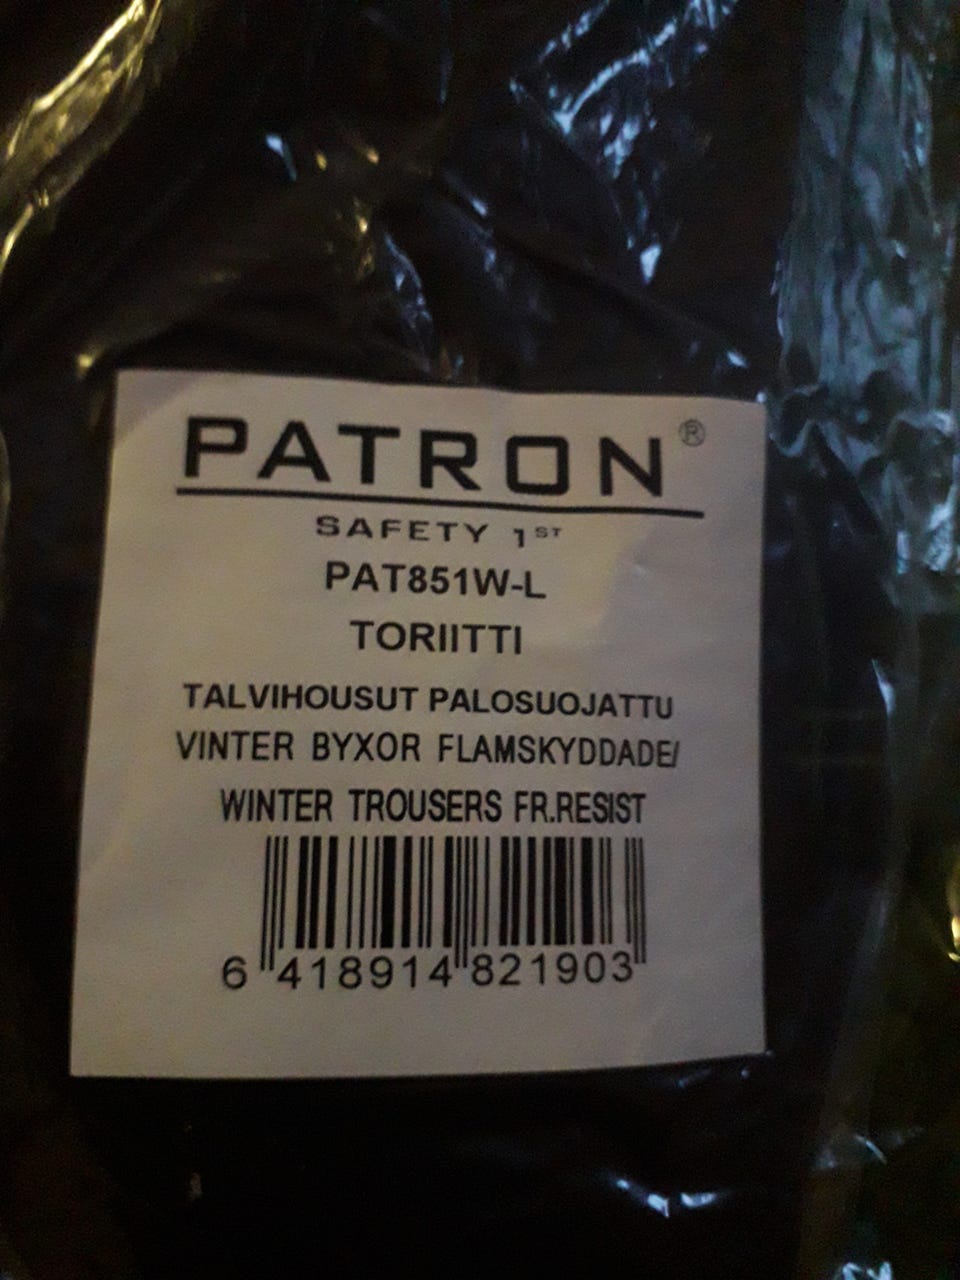 PATRON®
SAFETY 1ST
PAT851W-L
TORIITTI
TALVIHOUSUT PALOSUOJATTU
VINTER BYXOR FLAMSKYDDADE/
WINTER TROUSERS FR.RESIST
6 418914 821903